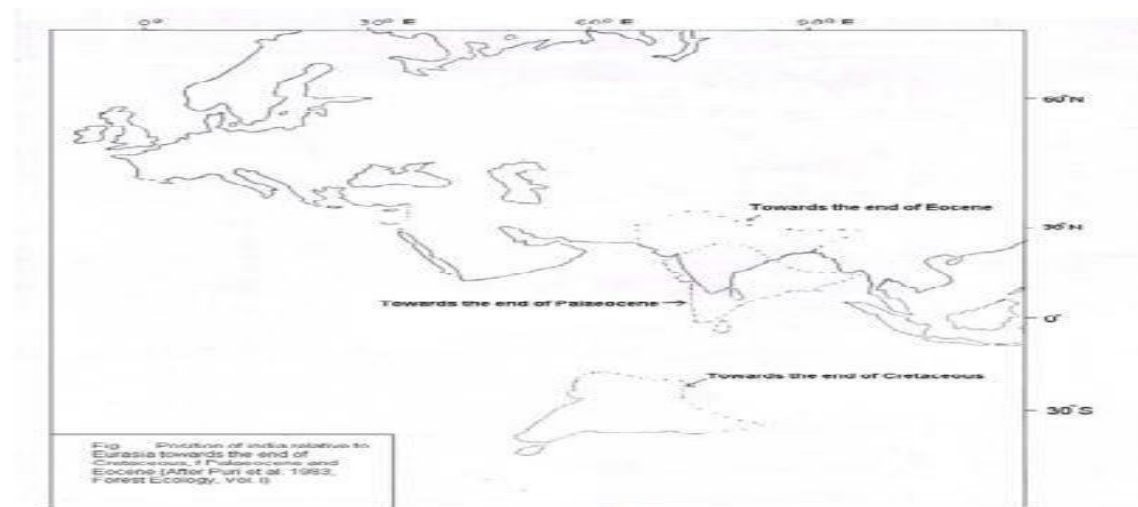 0° 30° E 60° E 90° E
60°N
Towards the end of Eocene
30°N
Towards the end of Palaeocene
0°
Towards the end of Cretaceous
30°S
Fig. Position of india relative to
Eurasia towards the end of
Cretaceous, f Palaeocene and
Eocene (After Puri et al. 1983,
Forest Ecology, Vol. I)